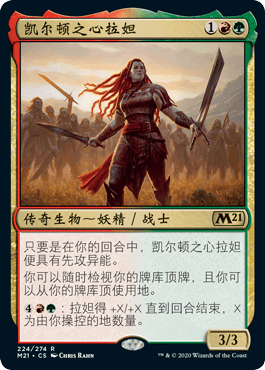 凯尔顿之心拉妲 1
传奇生物~妖精 / 战士 M21
只要是在你的回合中，凯尔顿之心拉妲
便具有先攻异能。
你可以随时检视你的牌库顶牌，且你可
以从你的牌库顶使用地。
4：拉妲得 +X/+X 直到回合结束，X
为由你操控的地数量。
3/3
224/274 R
M21 • CS Chris Rahn
™ & © 2020 Wizards of the Coast